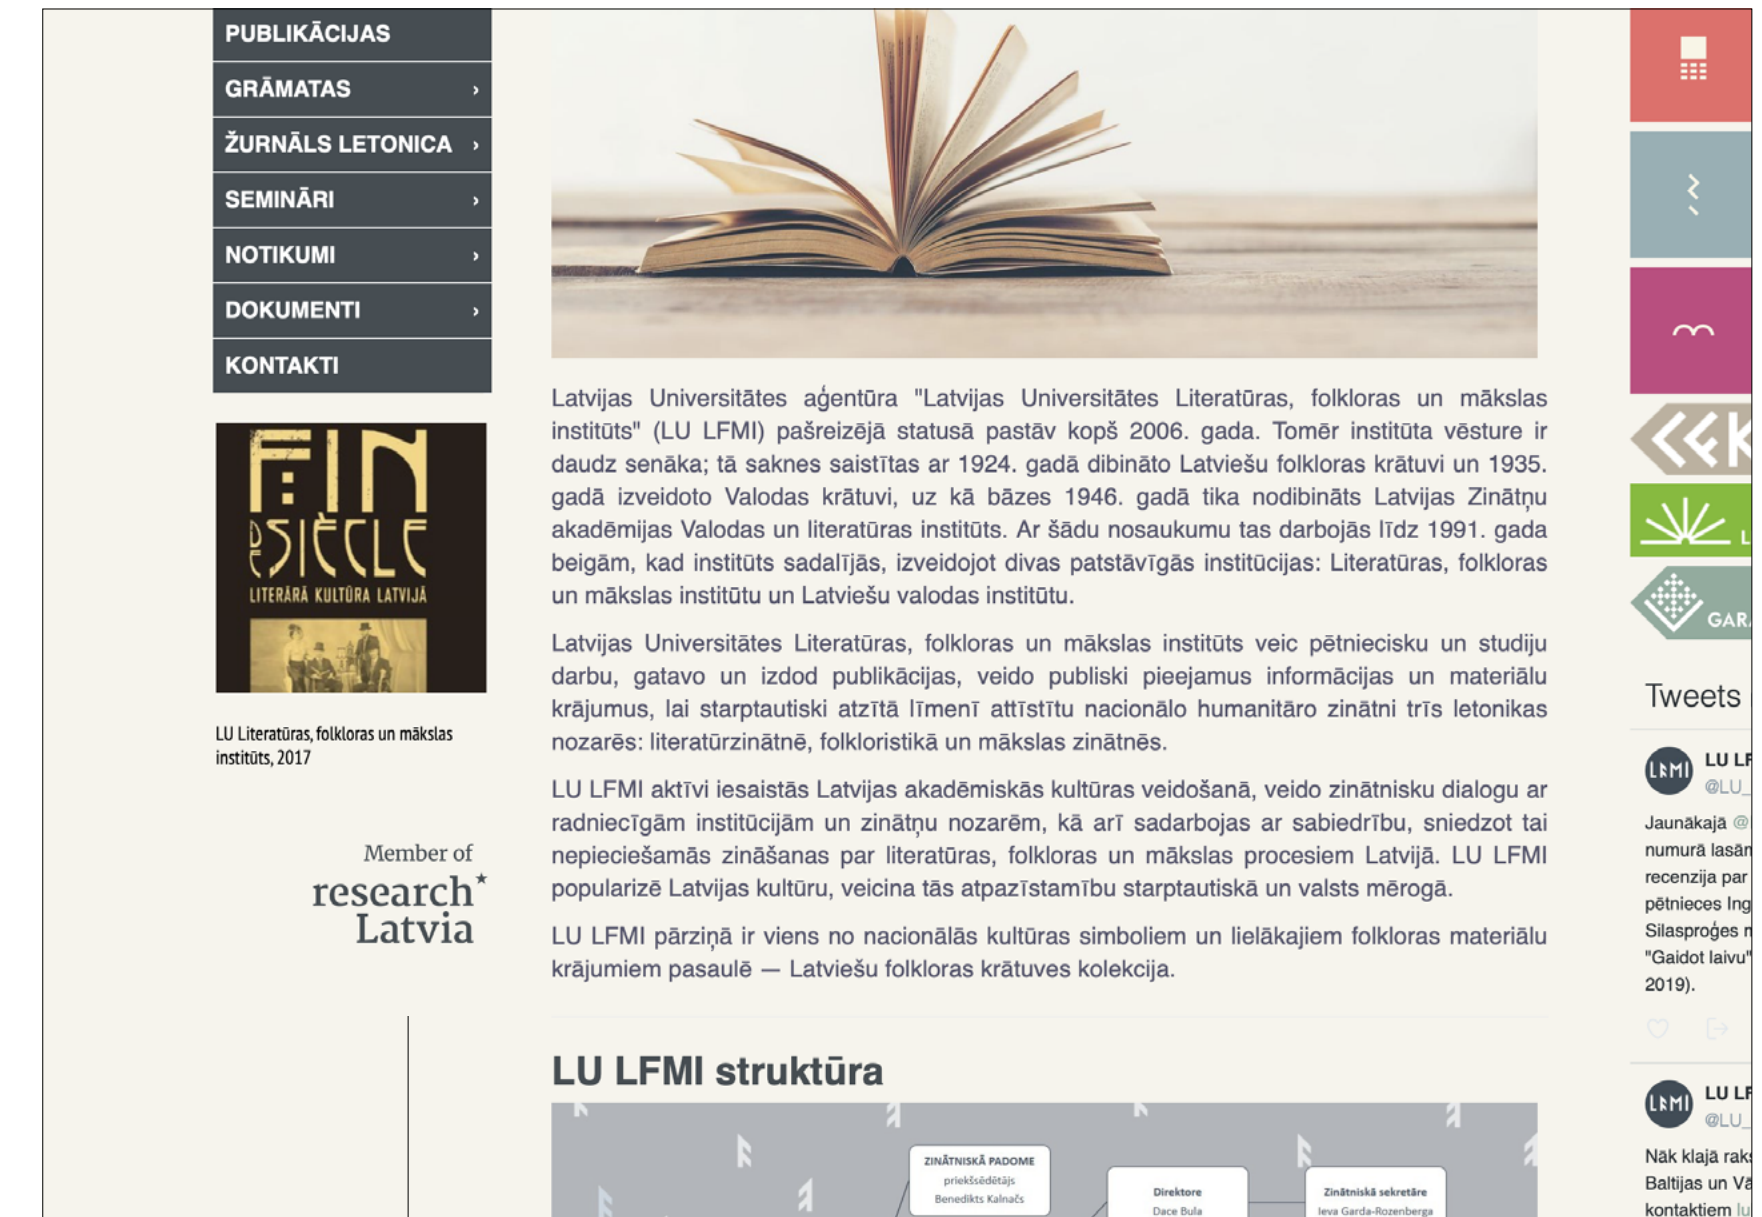 PUBLIKĀCIJAS
GRĀMATAS ›
ŽURNĀLS LETONICA ›
SEMINĀRI ›
NOTIKUMI ›
DOKUMENTI ›
KONTAKTI
FIN
DE SIÈCLE
LITERĀRĀ KULTŪRA LATVIJĀ
LU Literatūras, folkloras un mākslas
institūts, 2017
Member of
research*
Latvia
Latvijas Universitātes aģentūra "Latvijas Universitātes Literatūras, folkloras un mākslas
institūts" (LU LFMI) pašreizējā statusā pastāv kopš 2006. gada. Tomēr institūta vēsture ir
daudz senāka; tā saknes saistītas ar 1924. gadā dibināto Latviešu folkloras krātuvi un 1935.
gadā izveidoto Valodas krātuvi, uz kā bāzes 1946. gadā tika nodibināts Latvijas Zinātņu
akadēmijas Valodas un literatūras institūts. Ar šādu nosaukumu tas darbojās līdz 1991. gada
beigām, kad institūts sadalījās, izveidojot divas patstāvīgās institūcijas: Literatūras, folkloras
un mākslas institūtu un Latviešu valodas institūtu.
Latvijas Universitātes Literatūras, folkloras un mākslas institūts veic pētniecisku un studiju
darbu, gatavo un izdod publikācijas, veido publiski pieejamus informācijas un materiālu
krājumus, lai starptautiski atzītā līmenī attīstītu nacionālo humanitāro zinātni trīs letonikas
nozarēs: literatūrzinātnē, folkloristikā un mākslas zinātnēs.
LU LFMI aktīvi iesaistās Latvijas akadēmiskās kultūras veidošanā, veido zinātnisku dialogu ar
radniecīgām institūcijām un zinātņu nozarēm, kā arī sadarbojas ar sabiedrību, sniedzot tai
nepieciešamās zināšanas par literatūras, folkloras un mākslas procesiem Latvijā. LU LFMI
popularizē Latvijas kultūru, veicina tās atpazīstamību starptautiskā un valsts mērogā.
LU LFMI pārziņā ir viens no nacionālās kultūras simboliem un lielākajiem folkloras materiālu
krājumiem pasaulē — Latviešu folkloras krātuves kolekcija.
LU LFMI struktūra
ZINĀTNISKĀ PADOME
priekšsēdētājs
Benedikts Kalnačs
Direktore
Dace Bula
Zinātniskā sekretāre
Ieva Garda-Rozenberga
L
GAR
Tweets
LFMI
LU LF
@LU_
Jaunākajā @
numurā lasām
recenzija par
pētnieces Ing
Silasproģes m
"Gaidot laivu"
2019).
LFMI
LU LF
@LU_
Nāk klajā raks
Baltijas un Vā
kontaktiem lu